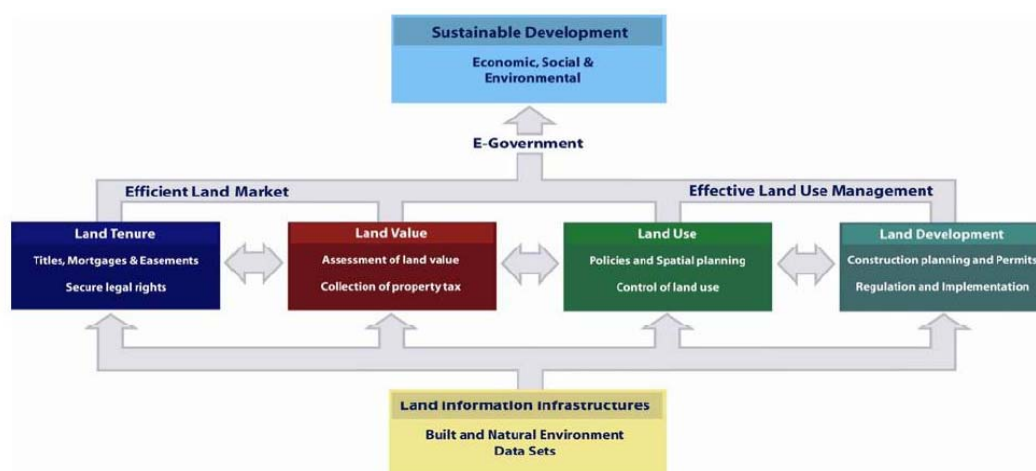 Sustainable Development
Economic, Social &
Environmental
E-Government
Efficient Land Market
Effective Land Use Management
Land Tenure
Titles, Mortgages & Easements
Secure legal rights
Land Value
Assessment of land value
Collection of property tax
Land Use
Policies and Spatial planning
Control of land use
Land Development
Construction planning and Permits
Regulation and Implementation
Land Information Infrastructures
Built and Natural Environment
Data Sets